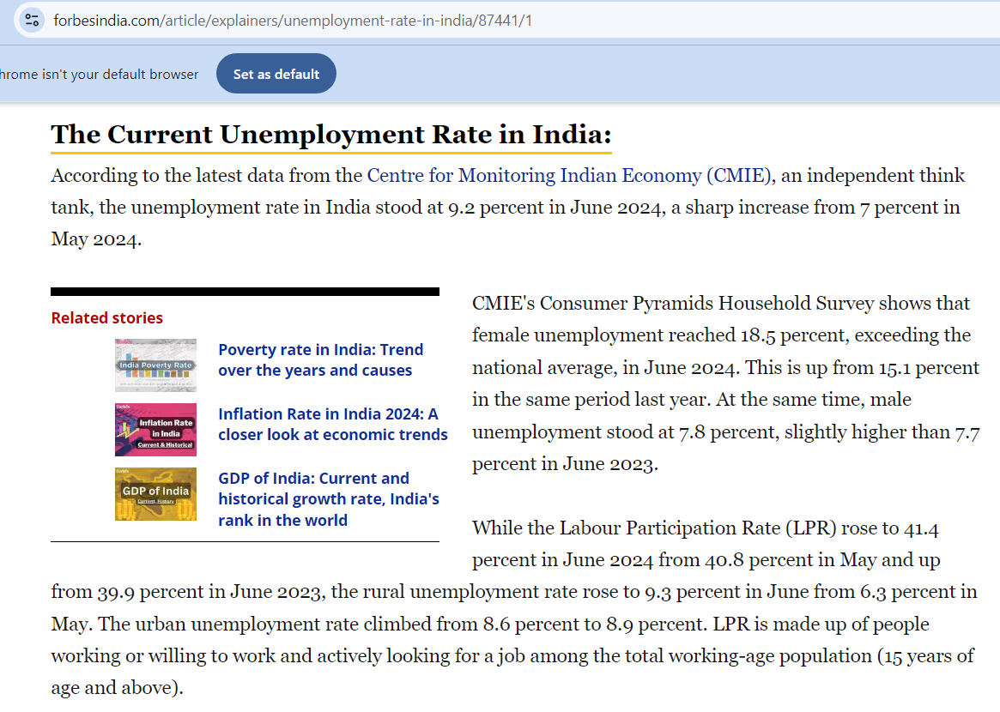 forbesindia.com/article/explainers/unemployment-rate-in-india/87441/1
hrome isn't your default browser
Set as default
The Current Unemployment Rate in India:
According to the latest data from the Centre for Monitoring Indian Economy (CMIE), an independent think
tank, the unemployment rate in India stood at 9.2 percent in June 2024, a sharp increase from 7 percent in
May 2024.
Related stories
India Poverty Rate
Poverty rate in India: Trend
over the years and causes
Inflation Rate
in India
Current & Historical
Inflation Rate in India 2024: A
closer look at economic trends
GDP of India
Current, History
GDP of India: Current and
historical growth rate, India's
rank in the world
CMIE's Consumer Pyramids Household Survey shows that
female unemployment reached 18.5 percent, exceeding the
national average, in June 2024. This is up from 15.1 percent
in the same period last year. At the same time, male
unemployment stood at 7.8 percent, slightly higher than 7.7
percent in June 2023.
While the Labour Participation Rate (LPR) rose to 41.4
percent in June 2024 from 40.8 percent in May and up
from 39.9 percent in June 2023, the rural unemployment rate rose to 9.3 percent in June from 6.3 percent in
May. The urban unemployment rate climbed from 8.6 percent to 8.9 percent. LPR is made up of people
working or willing to work and actively looking for a job among the total working-age population (15 years of
age and above).